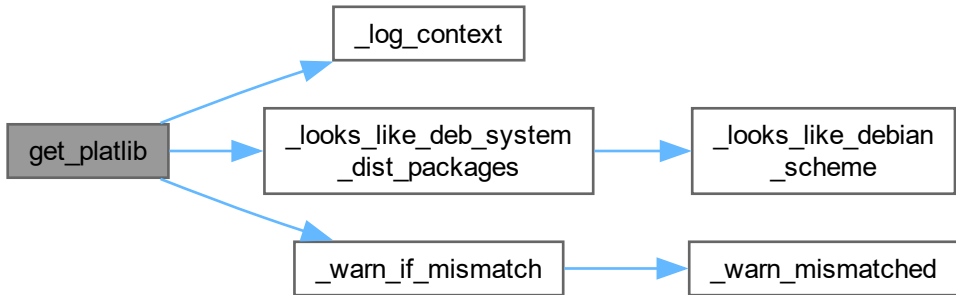 _log_context
get_platlib
_looks_like_deb_system
_dist_packages
_looks_like_debian
_scheme
_warn_if_mismatch
_warn_mismatched